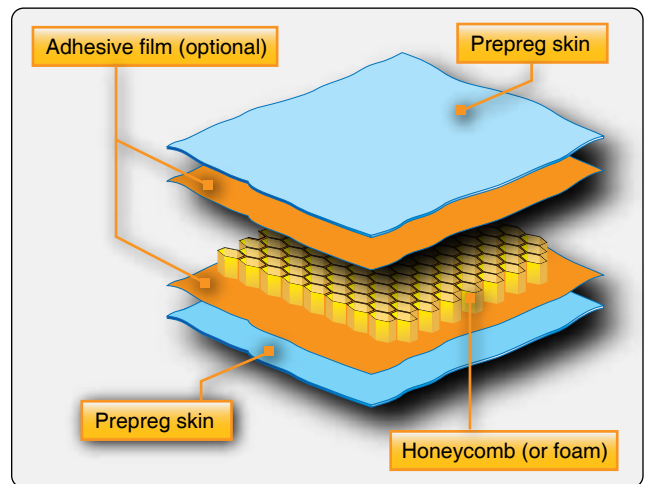 Adhesive film (optional)
Prepreg skin
Prepreg skin
Honeycomb (or foam)